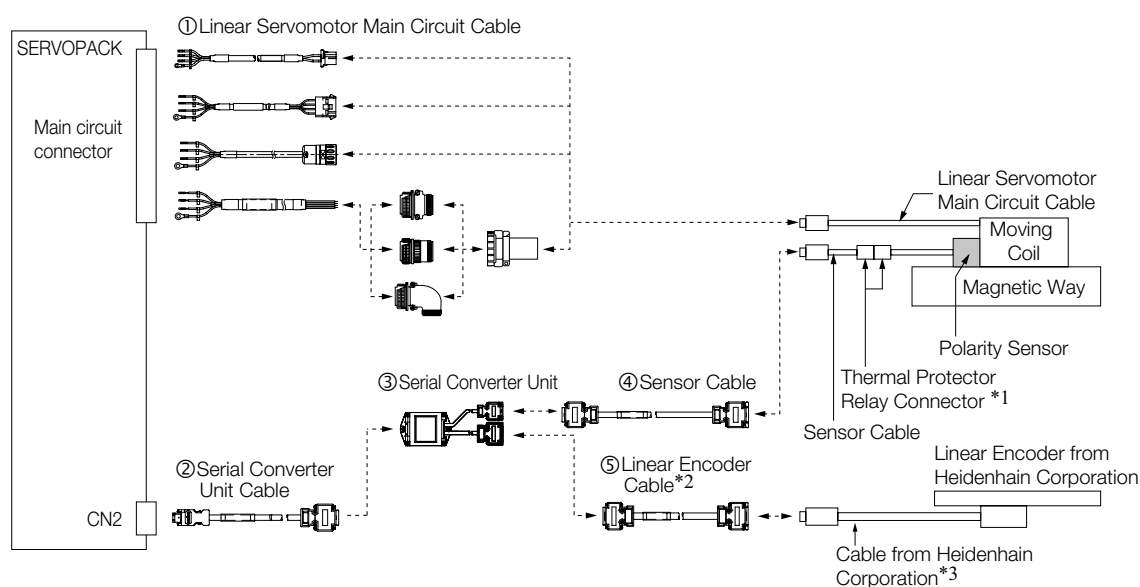 ①Linear Servomotor Main Circuit Cable
SERVOPACK
Main circuit
connector
Linear Servomotor
Main Circuit Cable
Moving
Coil
Magnetic Way
Polarity Sensor
Thermal Protector
Relay Connector *1
Sensor Cable
③Serial Converter Unit
④Sensor Cable
②Serial Converter
Unit Cable
⑤Linear Encoder
Cable*2
Linear Encoder from
Heidenhain Corporation
CN2
Cable from Heidenhain
Corporation*3